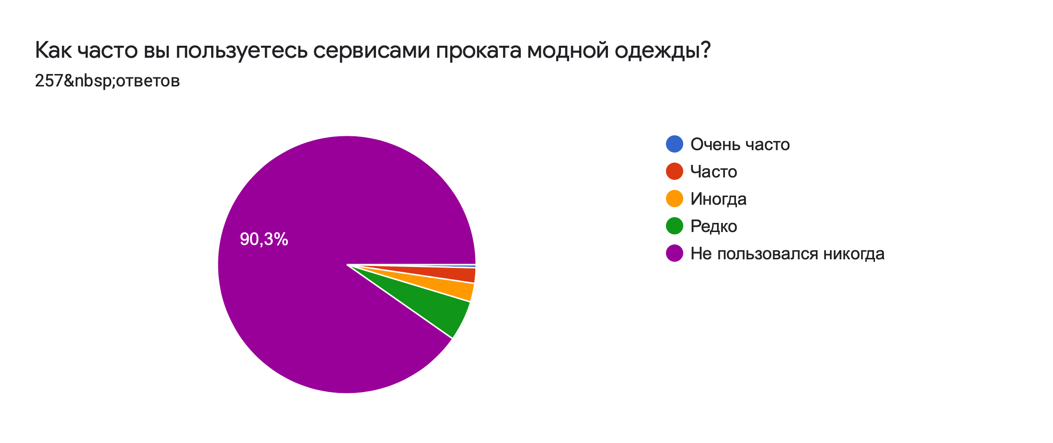 Как часто вы пользуетесь сервисами проката модной одежды?
257&nbsp;ответов
Очень часто
Часто
Иногда
Редко
Не пользовался никогда
90,3%